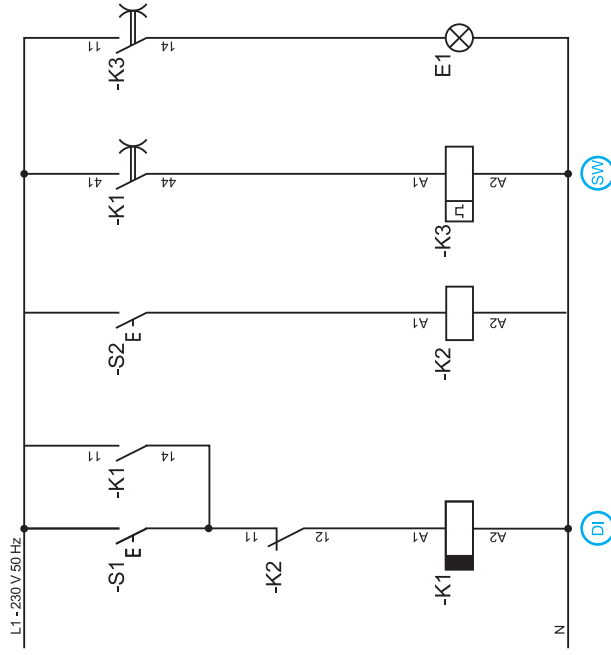 L1 - 230 V 50 Hz
11
14
-K3
E1
41
44
-K1
A1
A2
-K3
SW
-S2
E
A1
A2
-K2
11
14
-K1
-S1
E
11
12
-K2
A1
A2
-K1
DI
N